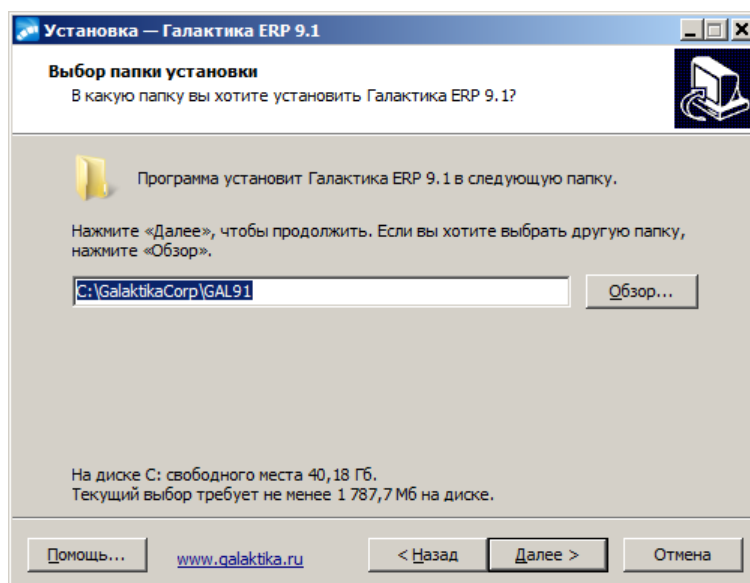 Установка — Галактика ERP 9.1
Выбор папки установки
В какую папку вы хотите установить Галактика ERP 9.1?
Программа установит Галактика ERP 9.1 в следующую папку.
Нажмите «Далее», чтобы продолжить. Если вы хотите выбрать другую папку,
нажмите «Обзор».
C:\GalaktikaCorp\GAL91
Обзор...
На диске C: свободного места 40,18 Гб.
Текущий выбор требует не менее 1 787,7 Мб на диске.
Помощь...
www.galaktika.ru
< Назад
Далее >
Отмена